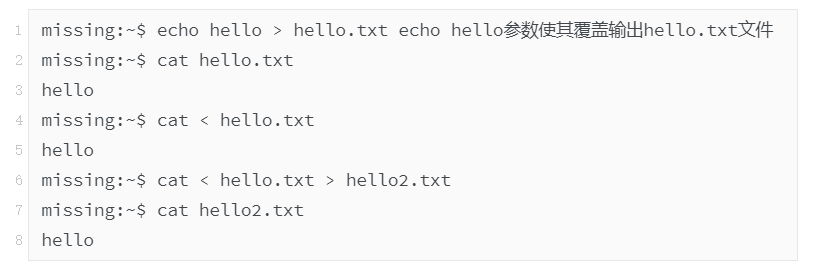 1 missing:~$ echo hello > hello.txt echo hello参数使其覆盖输出hello.txt文件
2 missing:~$ cat hello.txt
3 hello
4 missing:~$ cat < hello.txt
5 hello
6 missing:~$ cat < hello.txt > hello2.txt
7 missing:~$ cat hello2.txt
8 hello